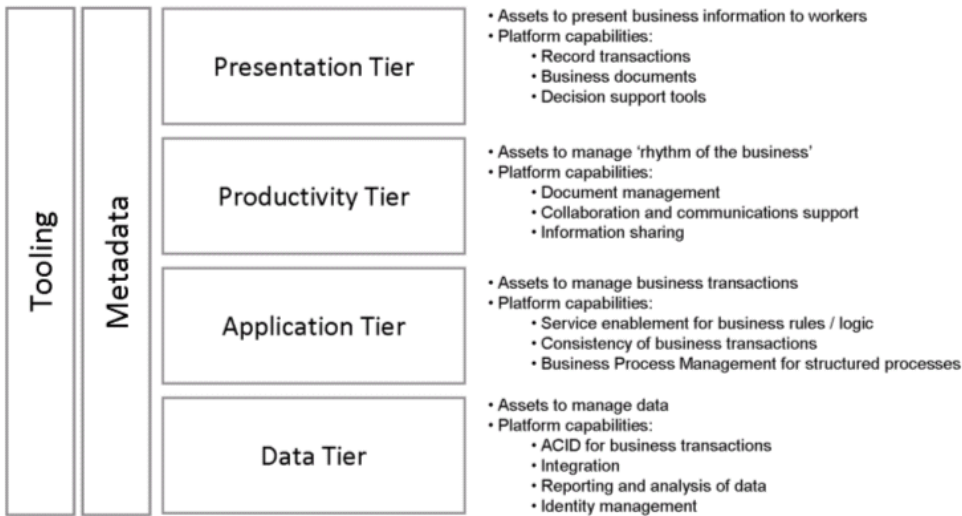 Tooling
Metadata
Presentation Tier
• Assets to present business information to workers
• Platform capabilities:
• Record transactions
• Business documents
• Decision support tools
Productivity Tier
• Assets to manage ‘rhythm of the business’
• Platform capabilities:
• Document management
• Collaboration and communications support
• Information sharing
Application Tier
• Assets to manage business transactions
• Platform capabilities:
• Service enablement for business rules / logic
• Consistency of business transactions
• Business Process Management for structured processes
Data Tier
• Assets to manage data
• Platform capabilities:
• ACID for business transactions
• Integration
• Reporting and analysis of data
• Identity management